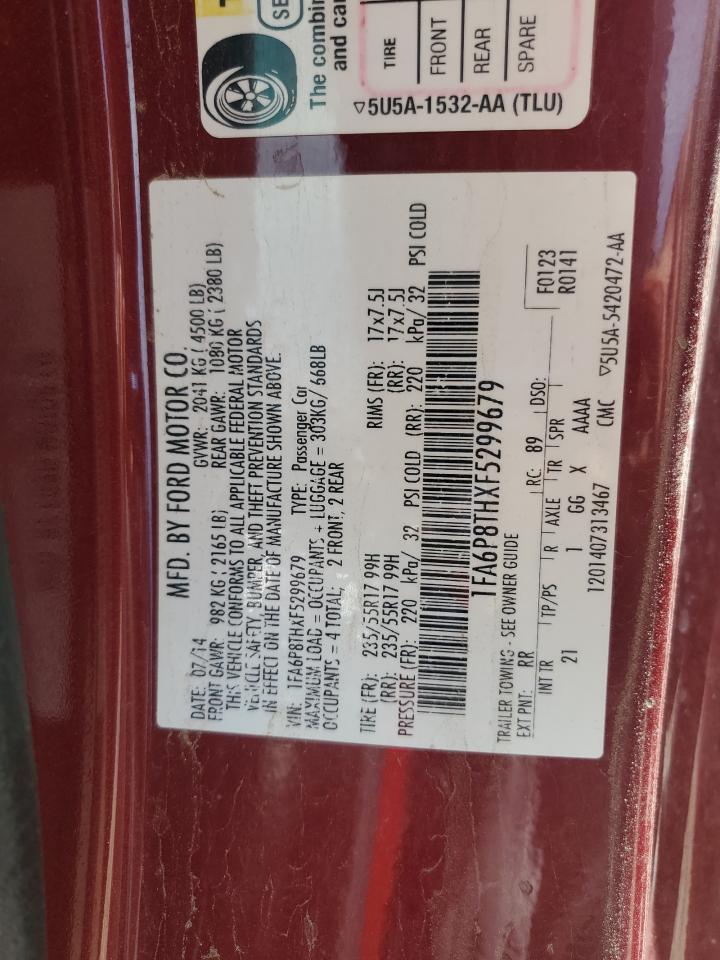 SE
The combin
and car
TIRE
FRONT
REAR
SPARE
▽5U5A-1532-AA (TLU)
MFD. BY FORD MOTOR CO.
DATE: 07/14 GVWR: 2041 KG ( 4500 LB)
FRONT GAWR: 982 KG ( 2165 LB) REAR GAWR: 1080 KG ( 2380 LB)
THIS VEHICLE CONFORMS TO ALL APPLICABLE FEDERAL MOTOR
VEHICLE SAFETY, BUMPER, AND THEFT PREVENTION STANDARDS
IN EFFECT ON THE DATE OF MANUFACTURE SHOWN ABOVE.
VIN: 1FA6P8THXF5299679 TYPE: Passenger Car
MAXIMUM LOAD = OCCUPANTS + LUGGAGE = 303KG/ 668LB
OCCUPANTS = 4 TOTAL: 2 FRONT, 2 REAR
TIRE (FR): 235/55R17 99H RIMS (FR): 17x7.5J
(RR): 235/55R17 99H (RR): 17x7.5J
PRESSURE (FR): 220 kPa/ 32 PSI COLD (RR): 220 kPa/ 32 PSI COLD
1FA6P8THXF5299679
TRAILER TOWING - SEE OWNER GUIDE
EXT PNT: RR RC: 89 DSO: F0123
R0141
INT TR TP/PS R AXLE TR SPR
21 1 GG X AAAA
1201407313467 CMC ▽5U5A-5420472-AA